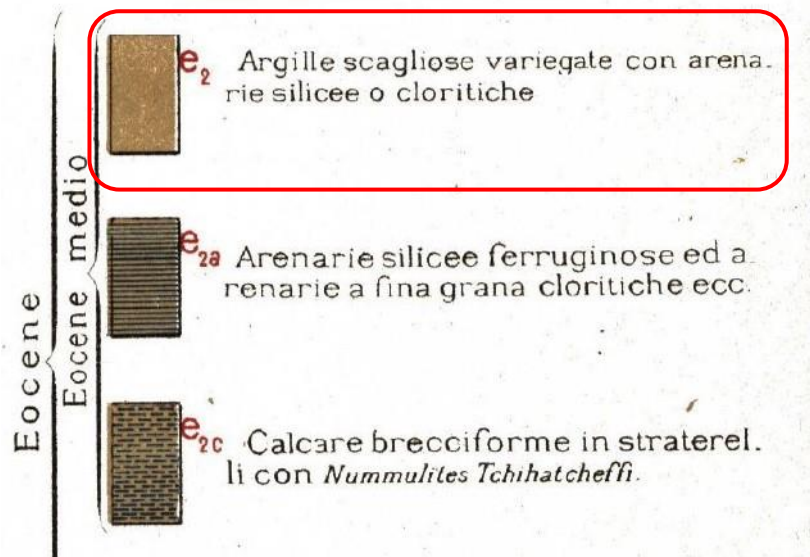 e2 Argille scagliose variegate con arena-
rie silicee o cloritiche
e2a Arenarie silicee ferruginose ed a-
renarie a fina grana cloritiche ecc.
e2c Calcare brecciforme in straterel-
li con Nummulites Tchihatcheffi.
Eocene medio
Eocene